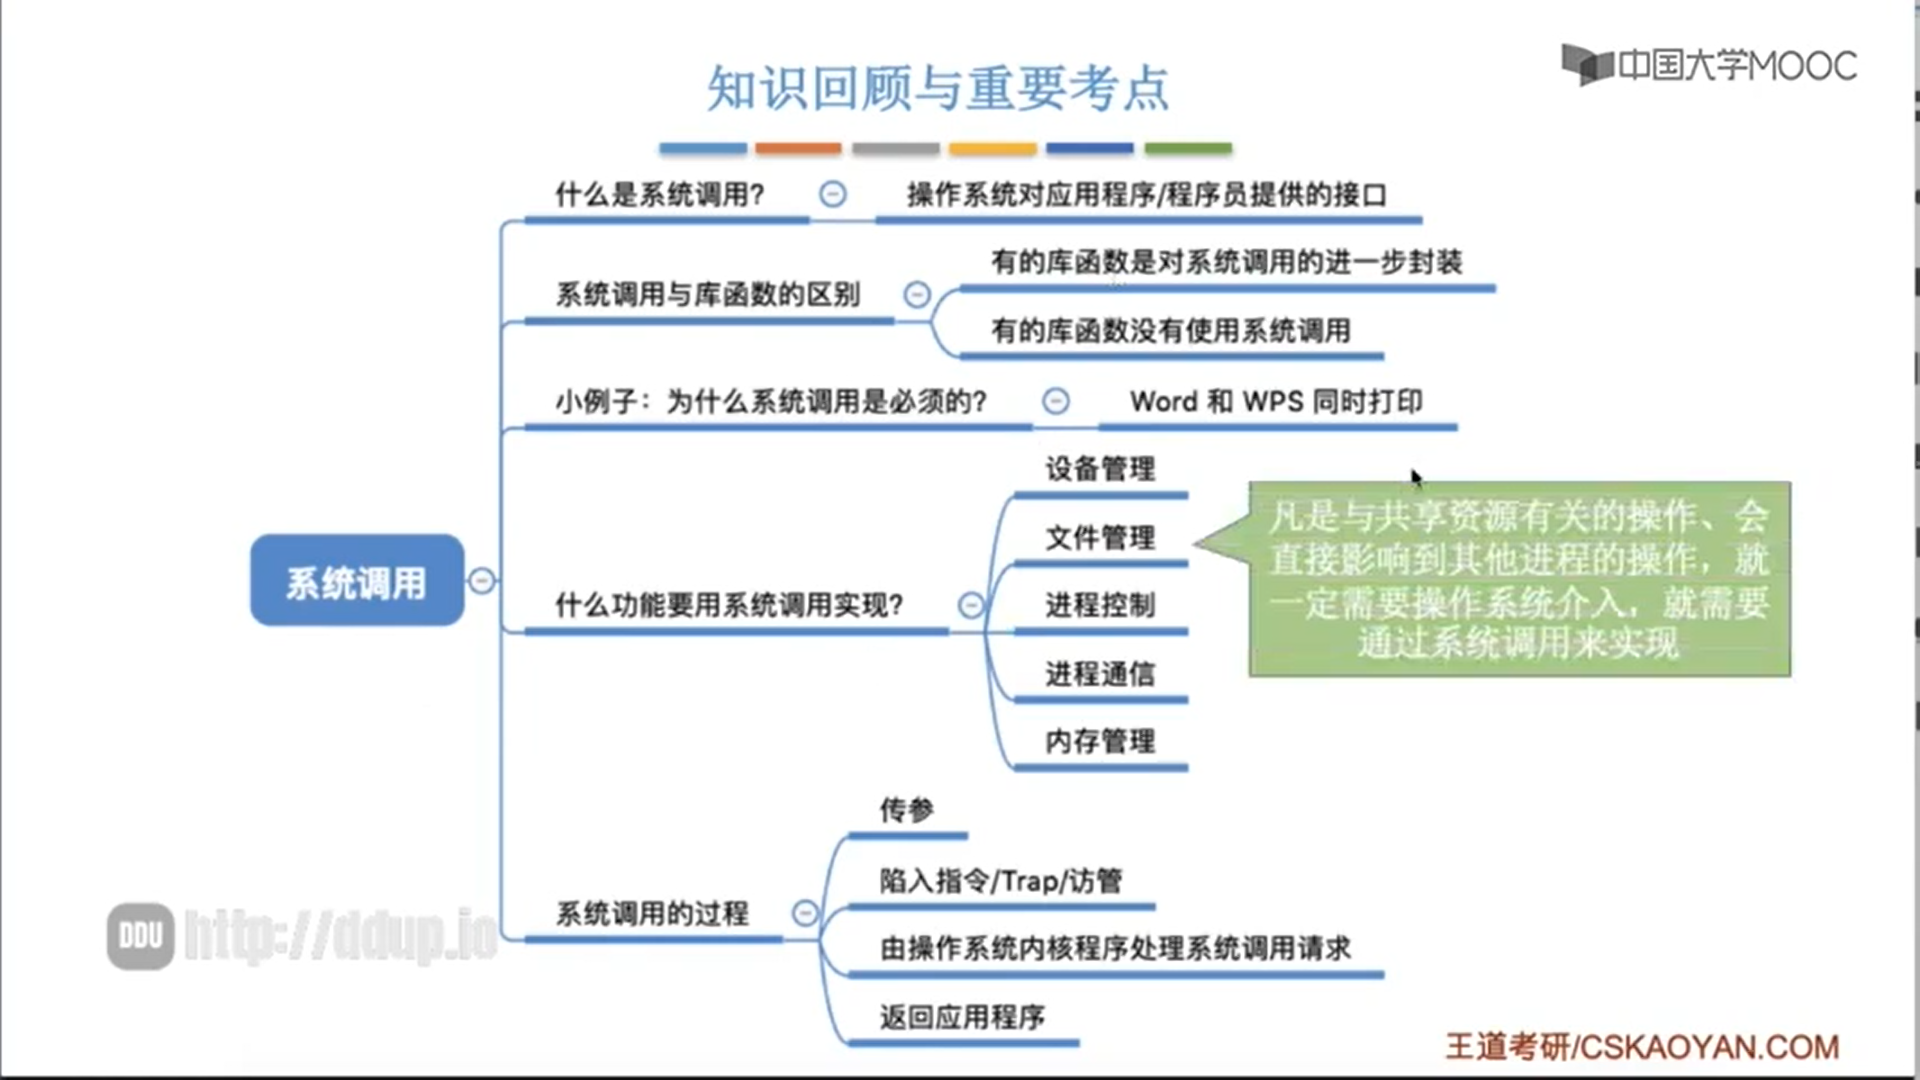 中国大学MOOC
知识回顾与重要考点
什么是系统调用?
操作系统对应用程序/程序员提供的接口
系统调用与库函数的区别
有的库函数是对系统调用的进一步封装
有的库函数没有使用系统调用
小例子：为什么系统调用是必须的?
Word 和 WPS 同时打印
系统调用
什么功能要用系统调用实现?
设备管理
文件管理
进程控制
进程通信
内存管理
凡是与共享资源有关的操作、会
直接影响到其他进程的操作，就
一定需要操作系统介入，就需要
通过系统调用来实现
系统调用的过程
传参
陷入指令/Trap/访管
由操作系统内核程序处理系统调用请求
返回应用程序
DDU http://ddup.io
王道考研/CSKAOYAN.COM